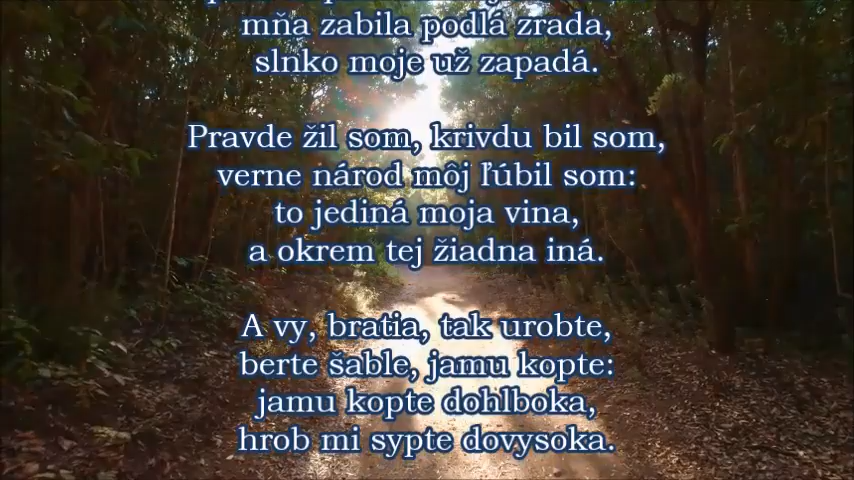 mňa zabila podlá zrada,
slnko moje už zapadá.
Pravde žil som, krivdu bil som,
verne národ môj ľúbil som:
to jediná moja vina,
a okrem tej žiadna iná.
A vy, bratia, tak urobte,
berte šable, jamu kopte:
jamu kopte dohlboka,
hrob mi sypte dovysoka.